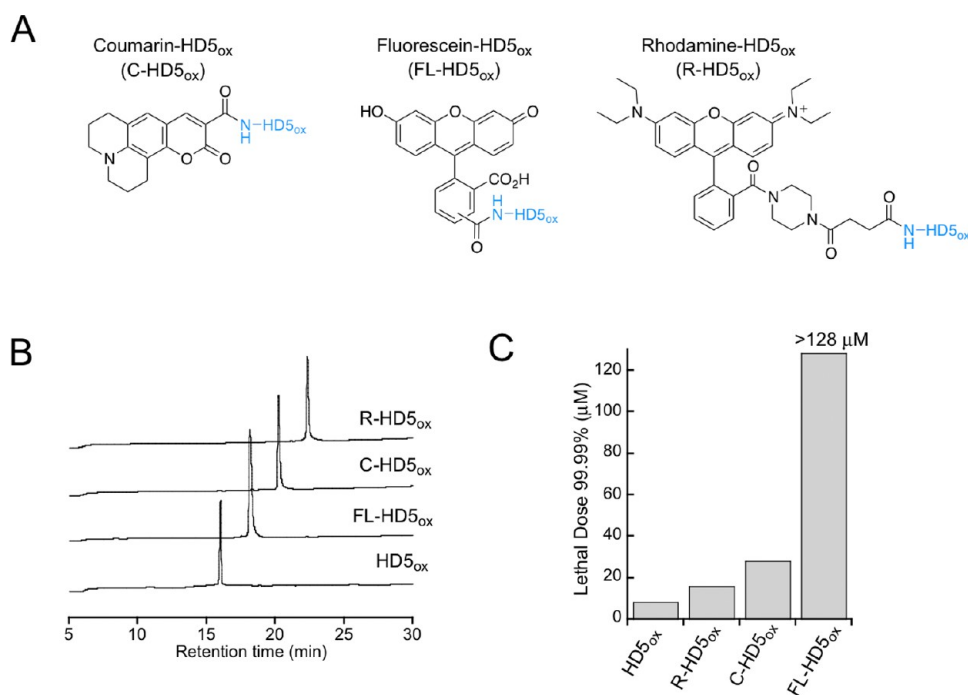 A
Coumarin-HD5ox
(C-HD5ox)
Fluorescein-HD5ox
(FL-HD5ox)
Rhodamine-HD5ox
(R-HD5ox)
O
N
H
HD5ox
N
O
O
HO
O
O
CO2H
H
N
HD5ox
O
N
O
N+
O
N
N
O
O
N
H
HD5ox
B
R-HD5ox
C-HD5ox
FL-HD5ox
HD5ox
5
10
15
20
25
30
Retention time (min)
C
>128 μM
Lethal Dose 99.99% (μM)
120
100
80
60
40
20
0
HD5ox
R-HD5ox
C-HD5ox
FL-HD5ox